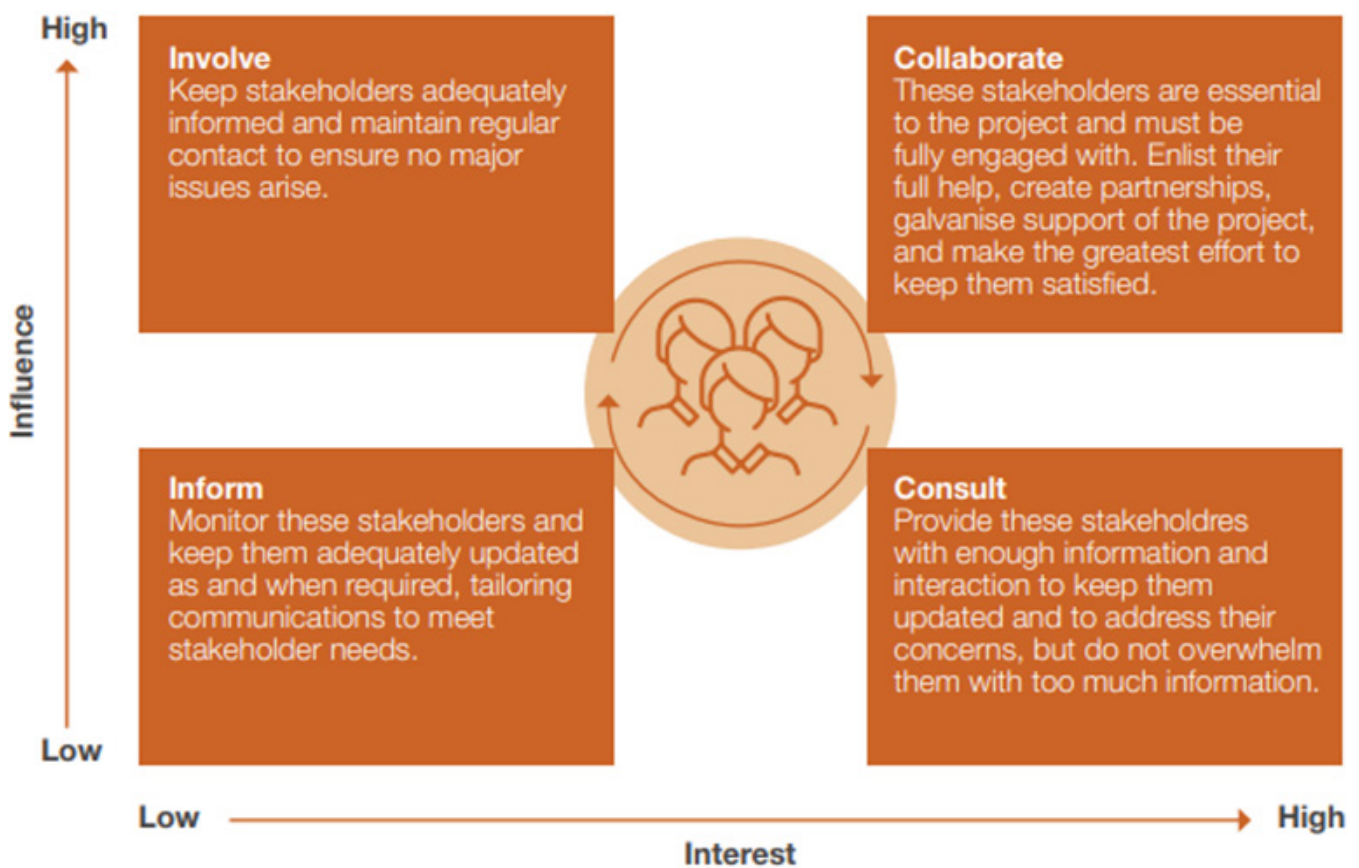 High
Involve
Keep stakeholders adequately
informed and maintain regular
contact to ensure no major
issues arise.
Collaborate
These stakeholders are essential
to the project and must be
fully engaged with. Enlist their
full help, create partnerships,
galvanise support of the project,
and make the greatest effort to
keep them satisfied.
Influence
Inform
Monitor these stakeholders and
keep them adequately updated
as and when required, tailoring
communications to meet
stakeholder needs.
Consult
Provide these stakeholdres
with enough information and
interaction to keep them
updated and to address their
concerns, but do not overwhelm
them with too much information.
Low
Low
High
Interest